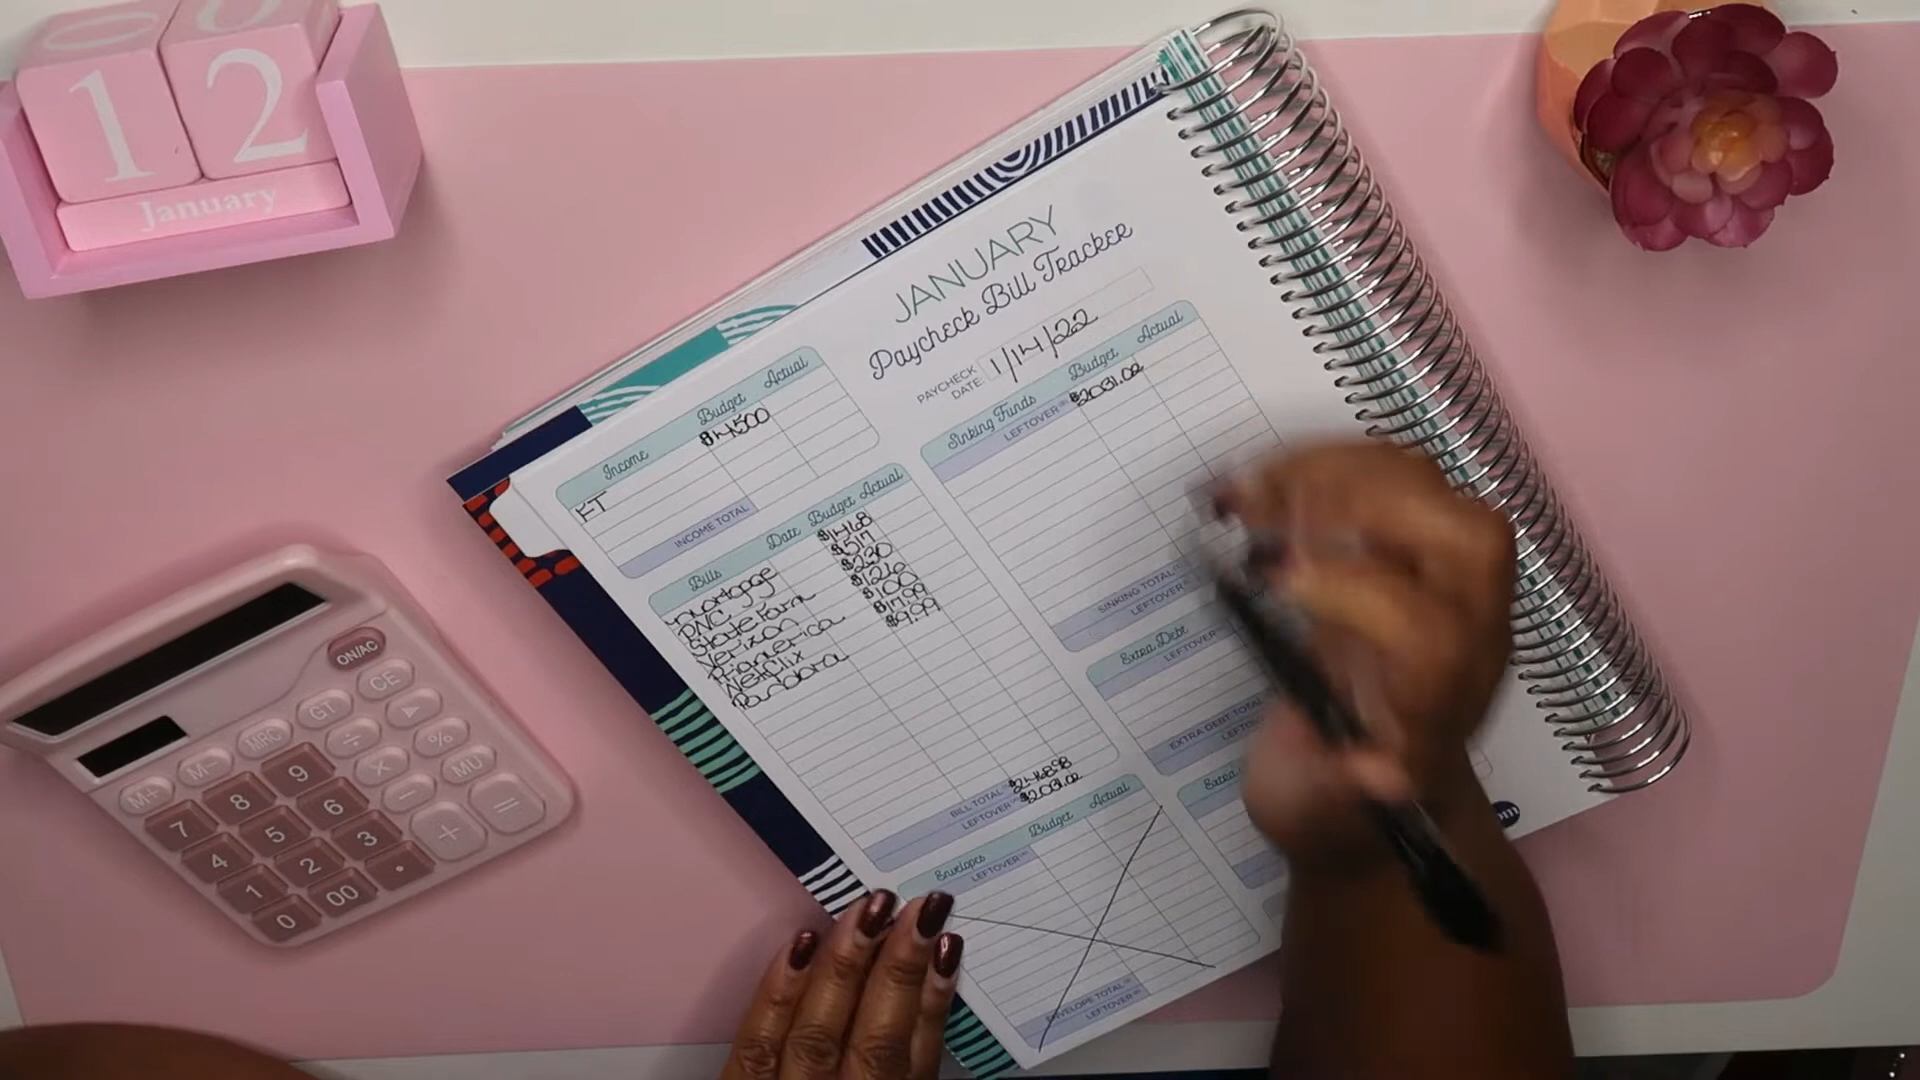 12
January
JANUARY
Paycheck Bill Tracker
PAYCHECK DATE: 1/14/22
Income Budget Actual
FT $4500
INCOME TOTAL
Bills Date Budget Actual
mortgage $1468
PNC $517
State Farm $230
Verizon $126
Primerica $100
Netflix $17.99
Pandora $9.99
BILL TOTAL $2468.98
LEFTOVER $2031.02
Envelopes Budget Actual
LEFTOVER
ENVELOPE TOTAL
LEFTOVER
Sinking Funds Budget Actual
LEFTOVER $2031.02
SINKING TOTAL
LEFTOVER
Extra Debt
LEFTOVER
EXTRA DEBT TOTAL
LEFTOVER
Extra
ON/AC
CE
GT
MRC
M-
M+
%
MU
÷
×
-
+
=
7 8 9
4 5 6
1 2 3
0 00 .